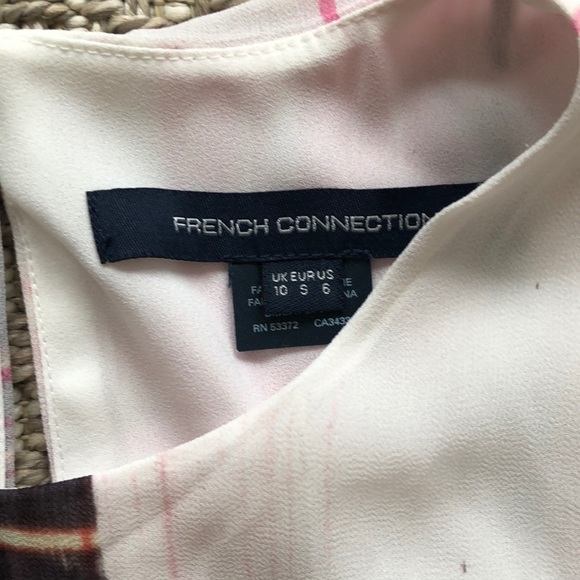 FRENCH CONNECTION
UK EUR US
10 S 6
RN 53372